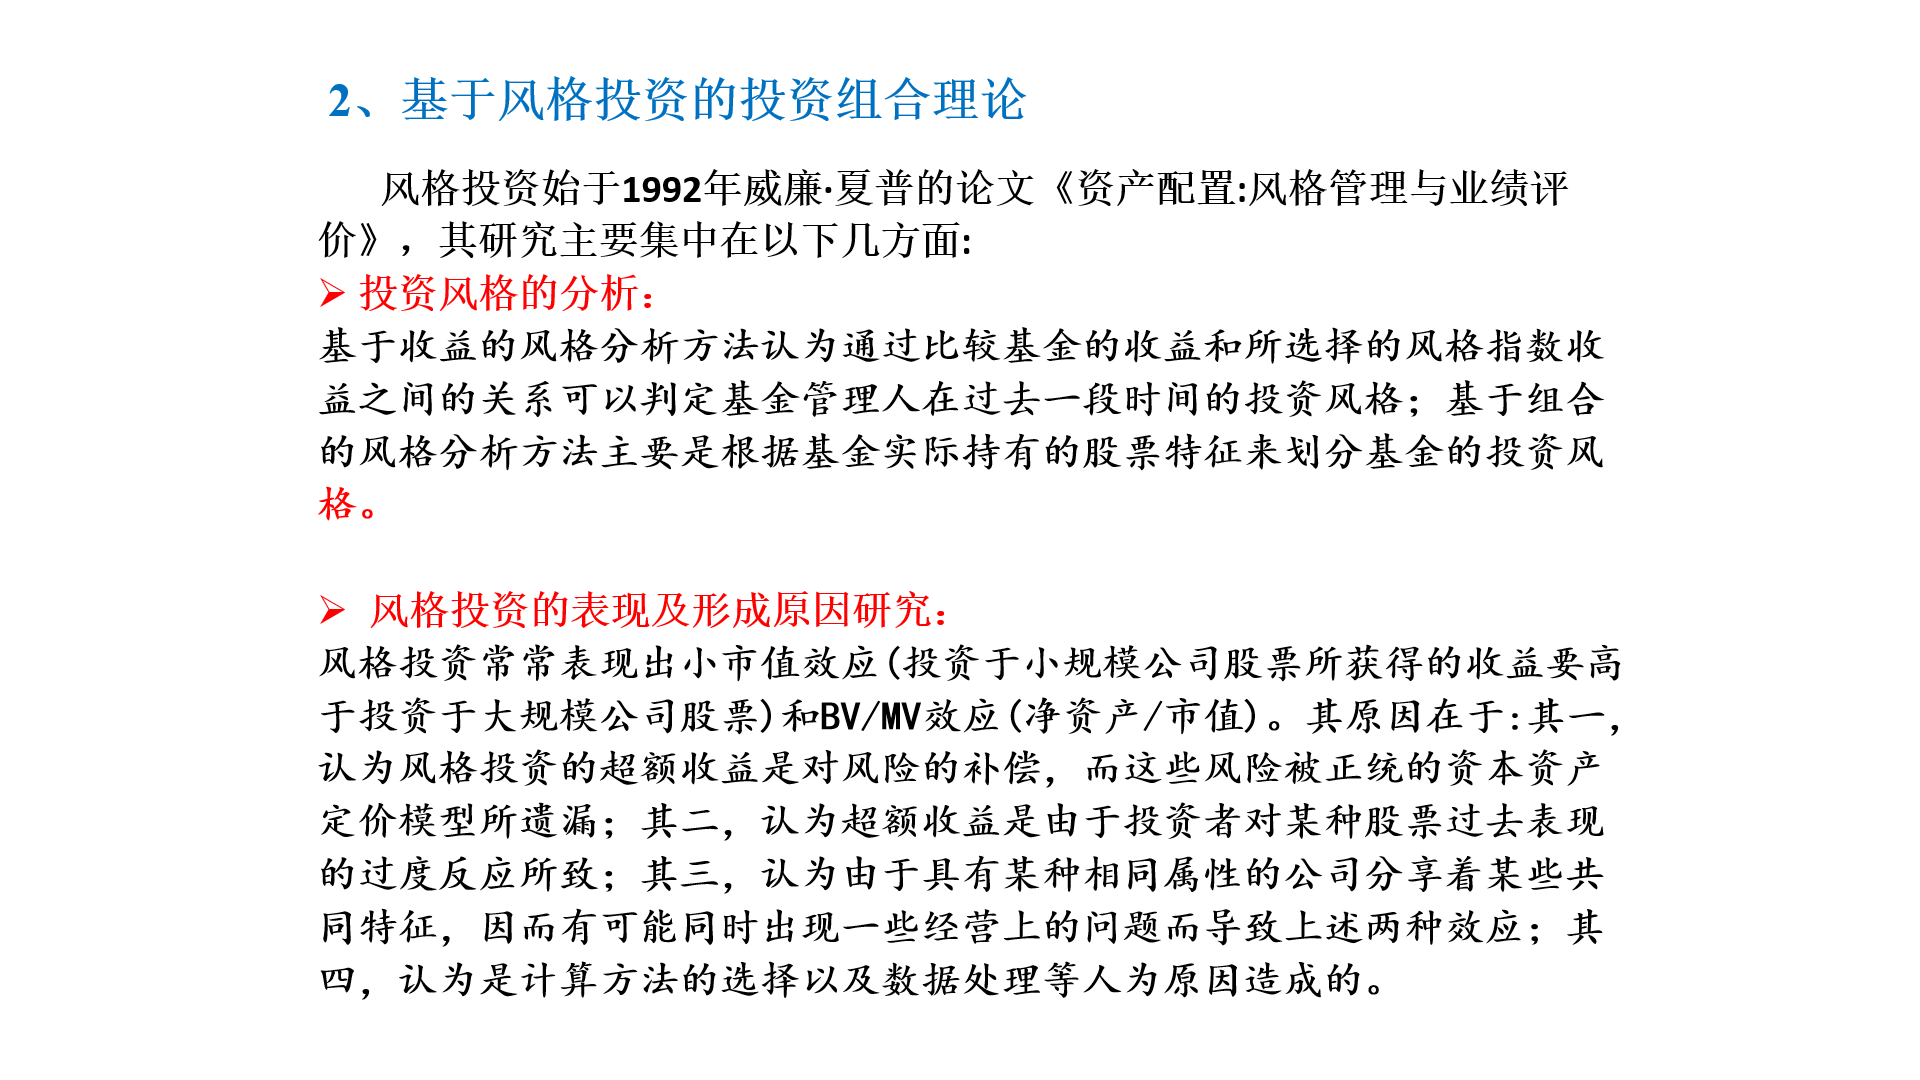 2、基于风格投资的投资组合理论
风格投资始于1992年威廉·夏普的论文《资产配置:风格管理与业绩评
价》，其研究主要集中在以下几方面:
➢ 投资风格的分析：
基于收益的风格分析方法认为通过比较基金的收益和所选择的风格指数收
益之间的关系可以判定基金管理人在过去一段时间的投资风格；基于组合
的风格分析方法主要是根据基金实际持有的股票特征来划分基金的投资风
格。
➢ 风格投资的表现及形成原因研究：
风格投资常常表现出小市值效应(投资于小规模公司股票所获得的收益要高
于投资于大规模公司股票)和BV/MV效应(净资产/市值)。其原因在于:其一，
认为风格投资的超额收益是对风险的补偿，而这些风险被正统的资本资产
定价模型所遗漏；其二，认为超额收益是由于投资者对某种股票过去表现
的过度反应所致；其三，认为由于具有某种相同属性的公司分享着某些共
同特征，因而有可能同时出现一些经营上的问题而导致上述两种效应；其
四，认为是计算方法的选择以及数据处理等人为原因造成的。